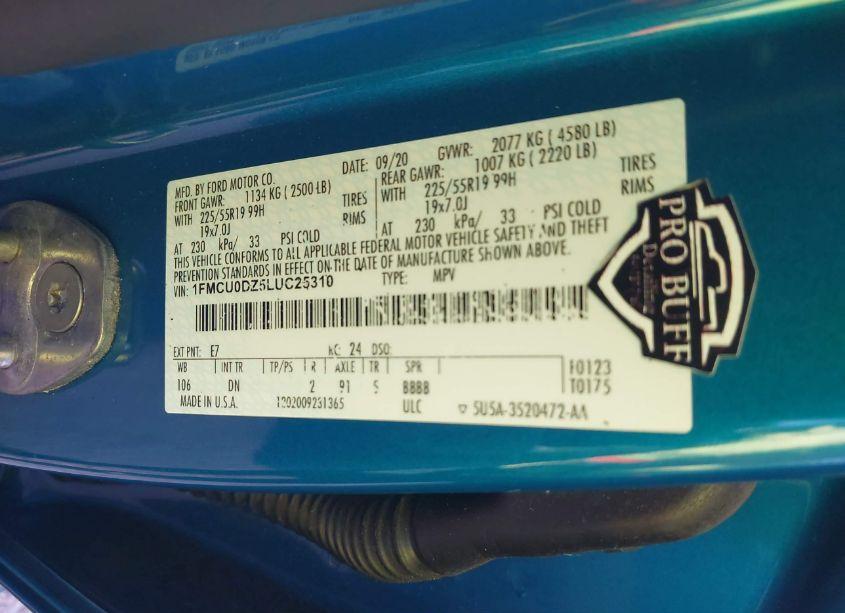 MFD. BY FORD MOTOR CO.
DATE: 09/20 GVWR: 2077 KG ( 4580 LB)
FRONT GAWR: 1134 KG ( 2500 LB)
REAR GAWR: 1007 KG ( 2220 LB)
WITH 225/55R19 99H TIRES
WITH 225/55R19 99H TIRES
19x7.0J RIMS
19x7.0J RIMS
AT 230 kPa/ 33 PSI COLD
AT 230 kPa/ 33 PSI COLD
THIS VEHICLE CONFORMS TO ALL APPLICABLE FEDERAL MOTOR VEHICLE SAFETY AND THEFT
PREVENTION STANDARDS IN EFFECT ON THE DATE OF MANUFACTURE SHOWN ABOVE.
VIN: 1FMCU0DZ5LUC25310 TYPE: MPV
EXT PNT: E7 RC: 24 DSO:
WB INT TR TP/PS R AXLE TR SPR F0123
106 DN 2 91 5 BBBB T0175
MADE IN U.S.A. ULC ▽ 5U5A-3520472-AA
PRO BUFF
Detailing